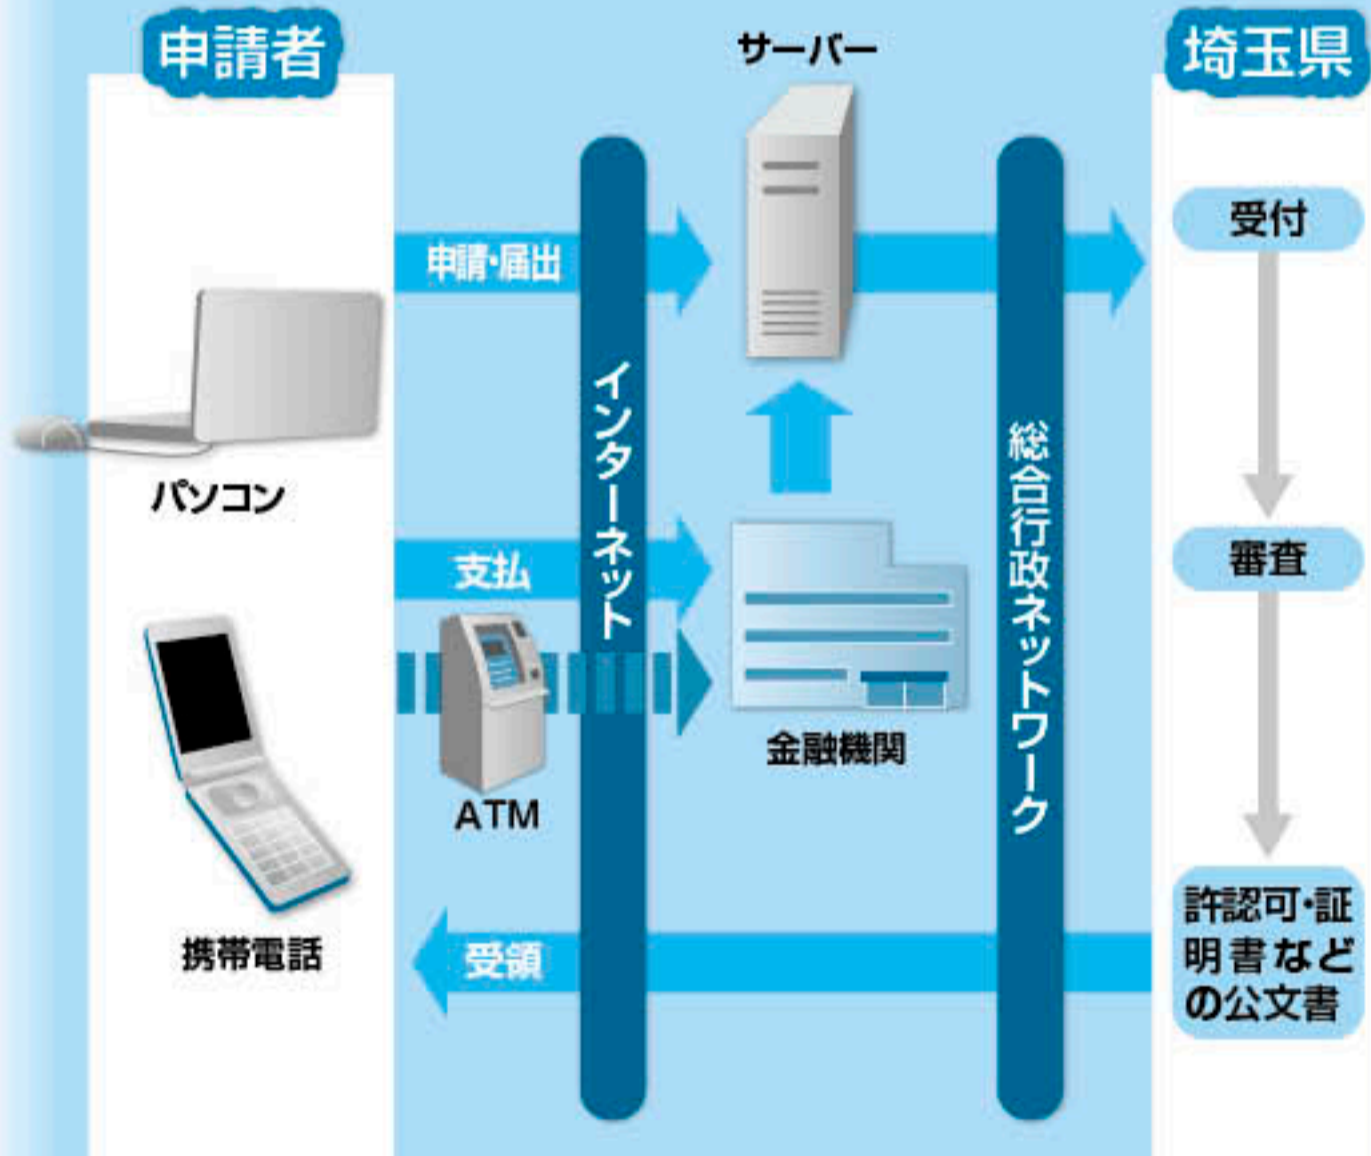 申請者
サーバー
埼玉県
申請・届出
受付
パソコン
インターネット
総合行政ネットワーク
支払
審査
ATM
金融機関
携帯電話
受領
許認可・証
明書など
の公文書